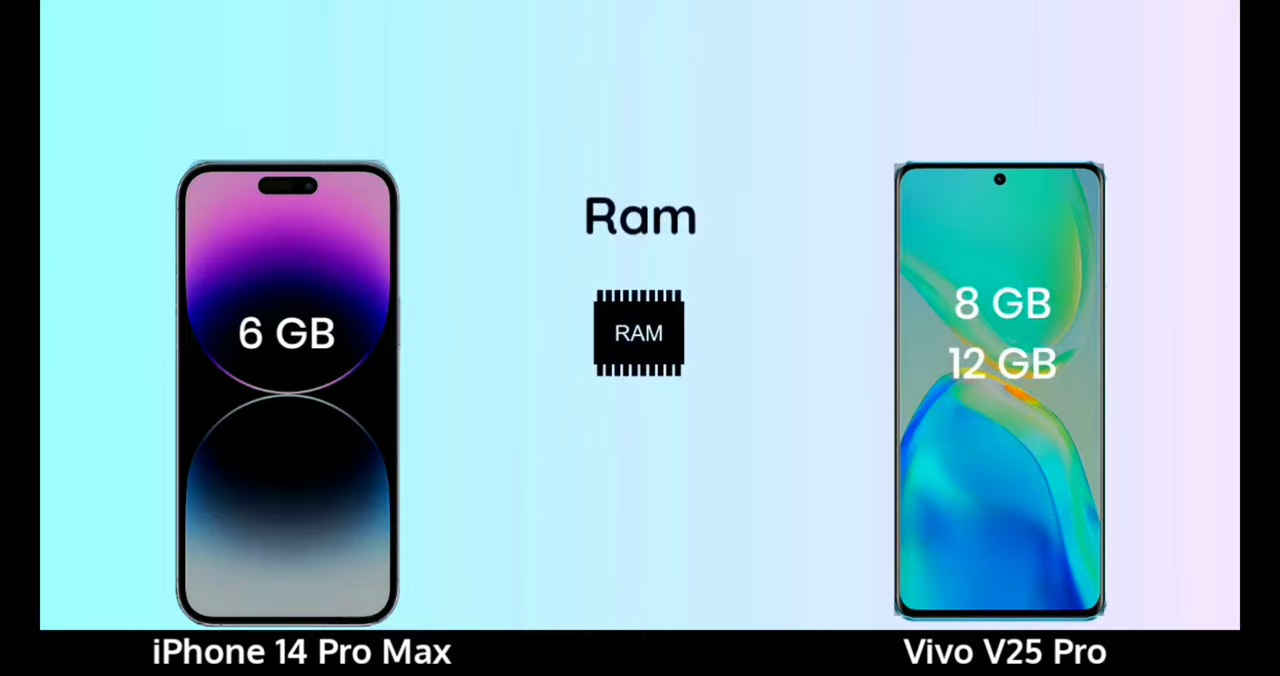 Ram
RAM
6 GB
8 GB
12 GB
iPhone 14 Pro Max
Vivo V25 Pro